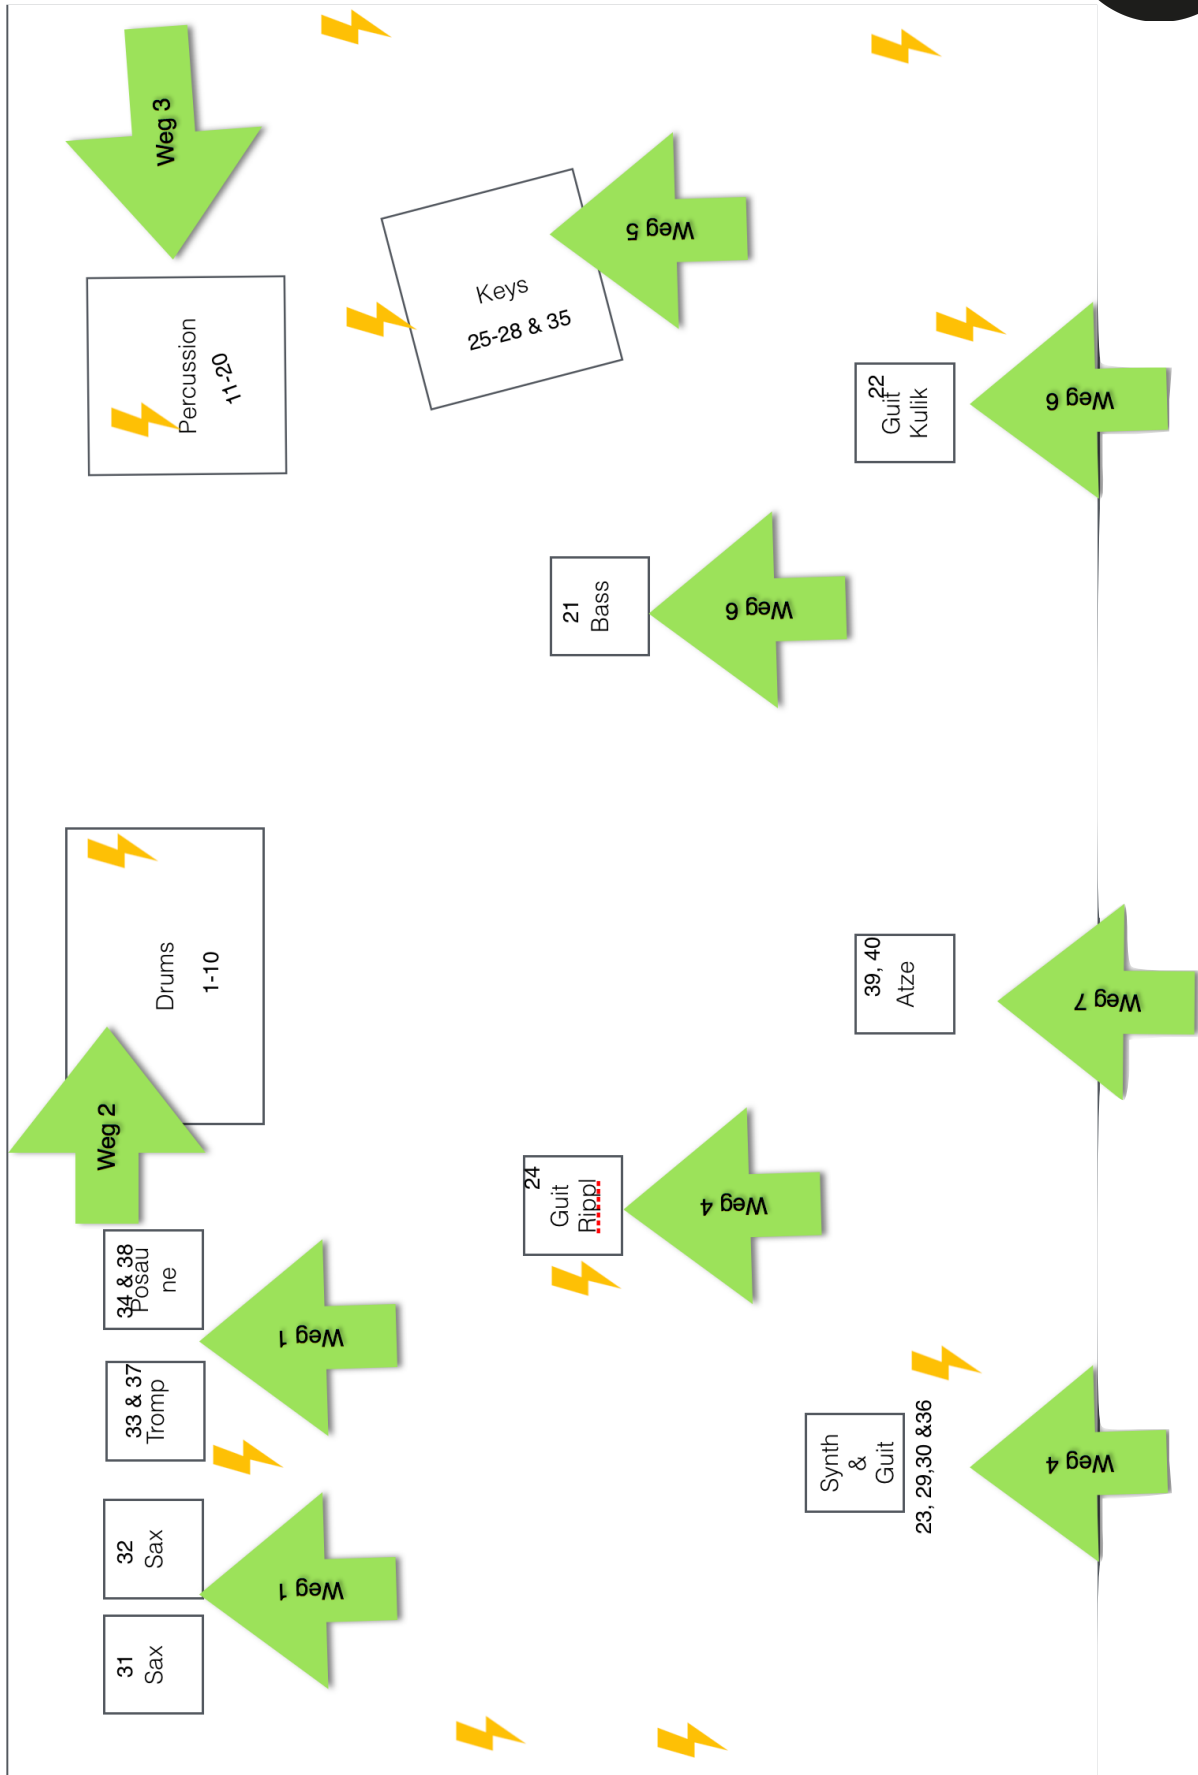 31
Sax
32
Sax
33 & 37
Tromp
34 & 38
Posau
ne
Weg 1
Weg 1
Weg 2
Drums
1-10
Percussion
11-20
Weg 3
24
Guit
Rippl
Weg 4
21
Bass
Weg 6
Keys
25-28 & 35
Weg 5
Synth
&
Guit
23, 29,30 &36
Weg 4
39, 40
Atze
Weg 7
22
Guit
Kulik
Weg 6